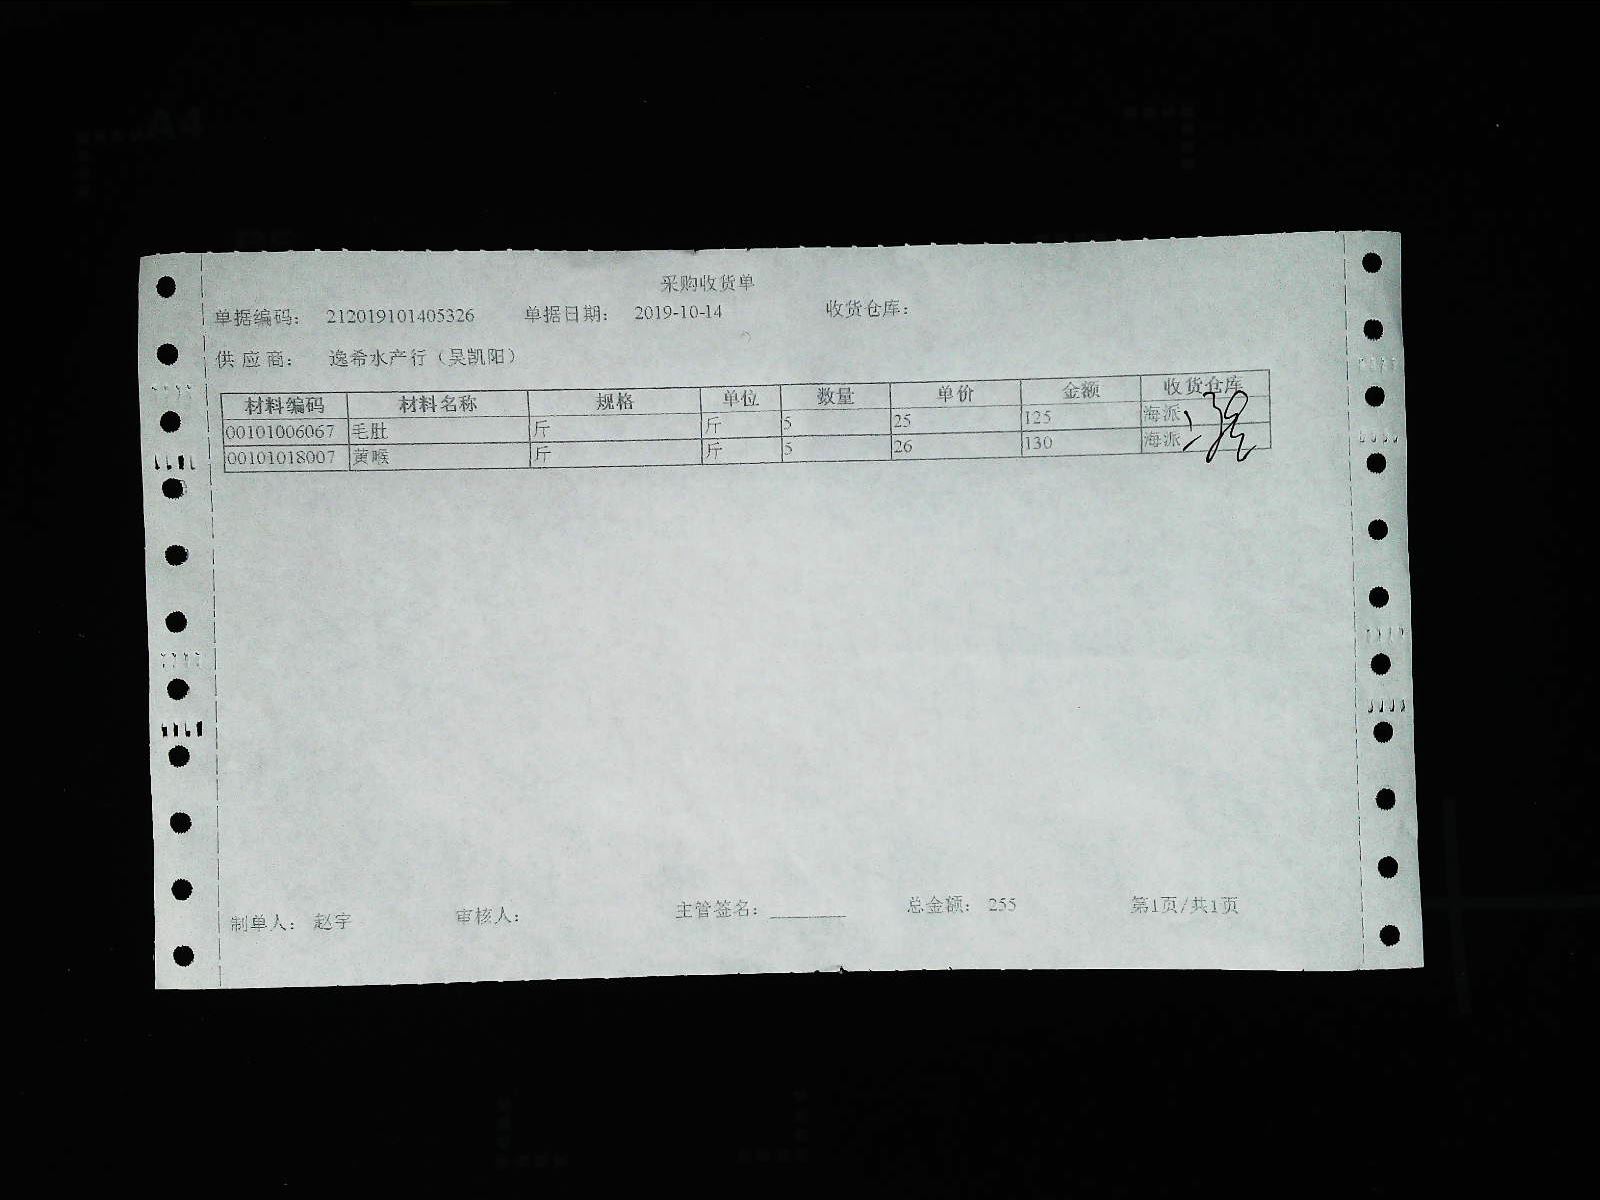 采购收货单
单据编码： 212019101405326 单据日期： 2019-10-14 收货仓库：
供 应 商： 逸希水产行（吴凯阳）
材料编码 材料名称 规格 单位 数量 单价 金额 收货仓库
00101006067 毛肚 斤 斤 5 25 125 海派
00101018007 黄喉 斤 斤 5 26 130 海派
制单人： 赵宇 审核人： 主管签名： 总金额： 255 第1页/共1页